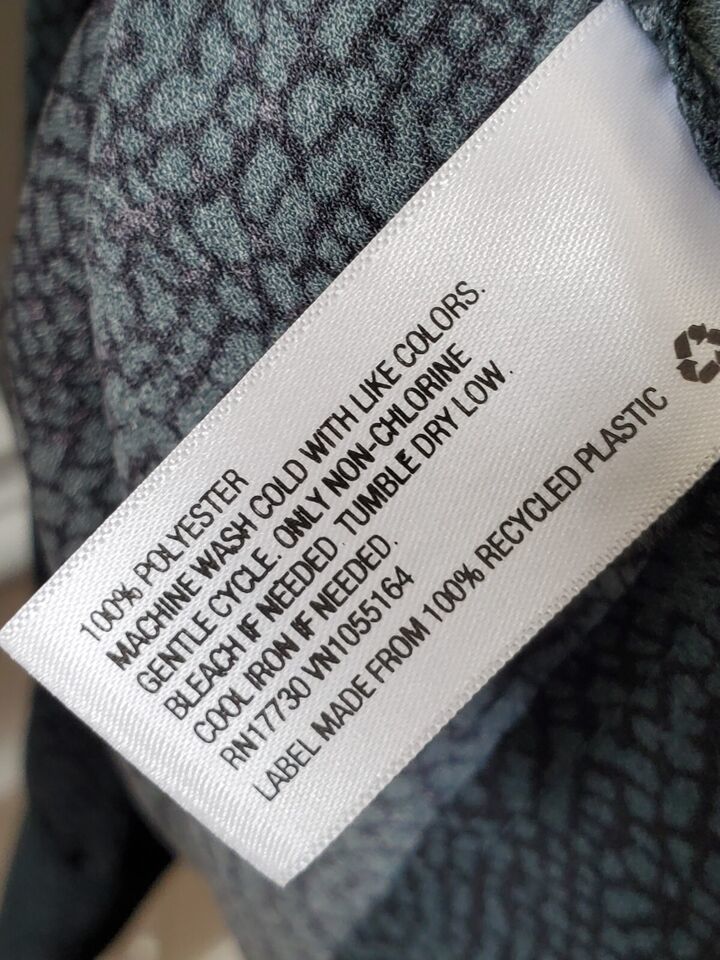 100% POLYESTER
MACHINE WASH COLD WITH LIKE COLORS.
GENTLE CYCLE. ONLY NON-CHLORINE
BLEACH IF NEEDED. TUMBLE DRY LOW.
COOL IRON IF NEEDED.
RN17730 VN1055164
LABEL MADE FROM 100% RECYCLED PLASTIC